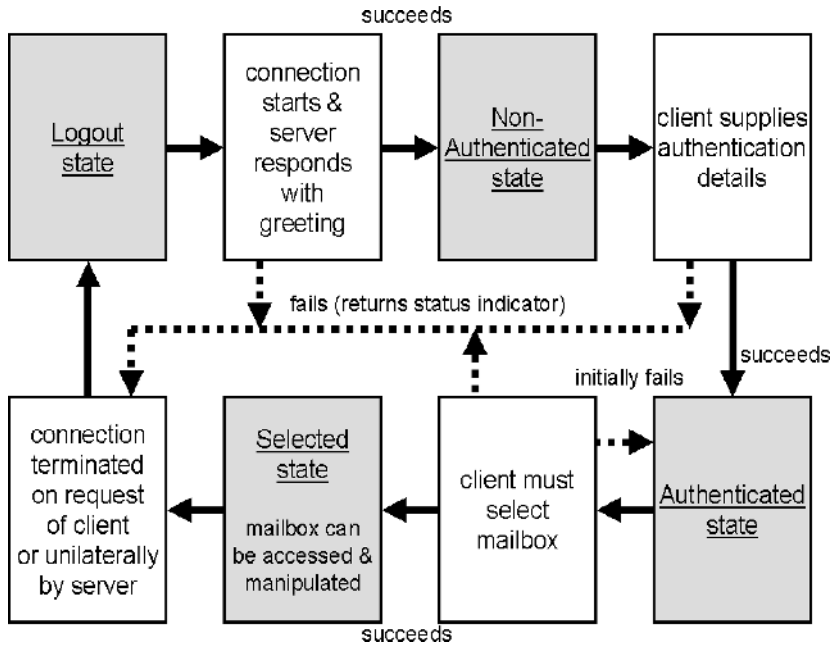 succeeds
Logout
state
connection
starts &
server
responds
with
greeting
Non-
Authenticated
state
client supplies
authentication
details
fails (returns status indicator)
succeeds
initially fails
connection
terminated
on request
of client
or unilaterally
by server
Selected
state
mailbox can
be accessed &
manipulated
client must
select
mailbox
Authenticated
state
succeeds